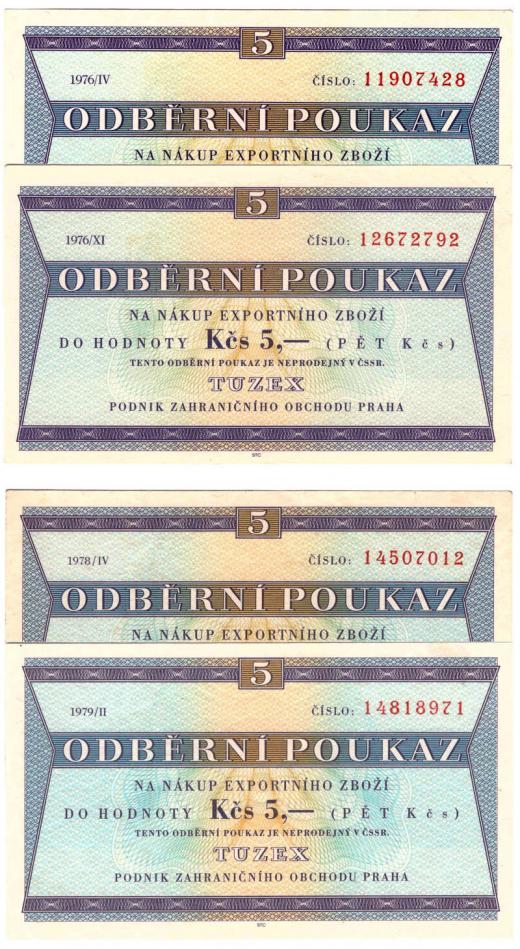 5
1976/IV ČÍSLO: 11907428
ODBĚRNÍ POUKAZ
NA NÁKUP EXPORTNÍHO ZBOŽÍ
5
1976/XI ČÍSLO: 12672792
ODBĚRNÍ POUKAZ
NA NÁKUP EXPORTNÍHO ZBOŽÍ
DO HODNOTY Kčs 5,— (PĚT Kčs)
TENTO ODBĚRNÍ POUKAZ JE NEPRODEJNÝ V ČSSR.
TUZEX
PODNIK ZAHRANIČNÍHO OBCHODU PRAHA
STC
5
1978/IV ČÍSLO: 14507012
ODBĚRNÍ POUKAZ
NA NÁKUP EXPORTNÍHO ZBOŽÍ
5
1979/II ČÍSLO: 14818971
ODBĚRNÍ POUKAZ
NA NÁKUP EXPORTNÍHO ZBOŽÍ
DO HODNOTY Kčs 5,— (PĚT Kčs)
TENTO ODBĚRNÍ POUKAZ JE NEPRODEJNÝ V ČSSR.
TUZEX
PODNIK ZAHRANIČNÍHO OBCHODU PRAHA
STC